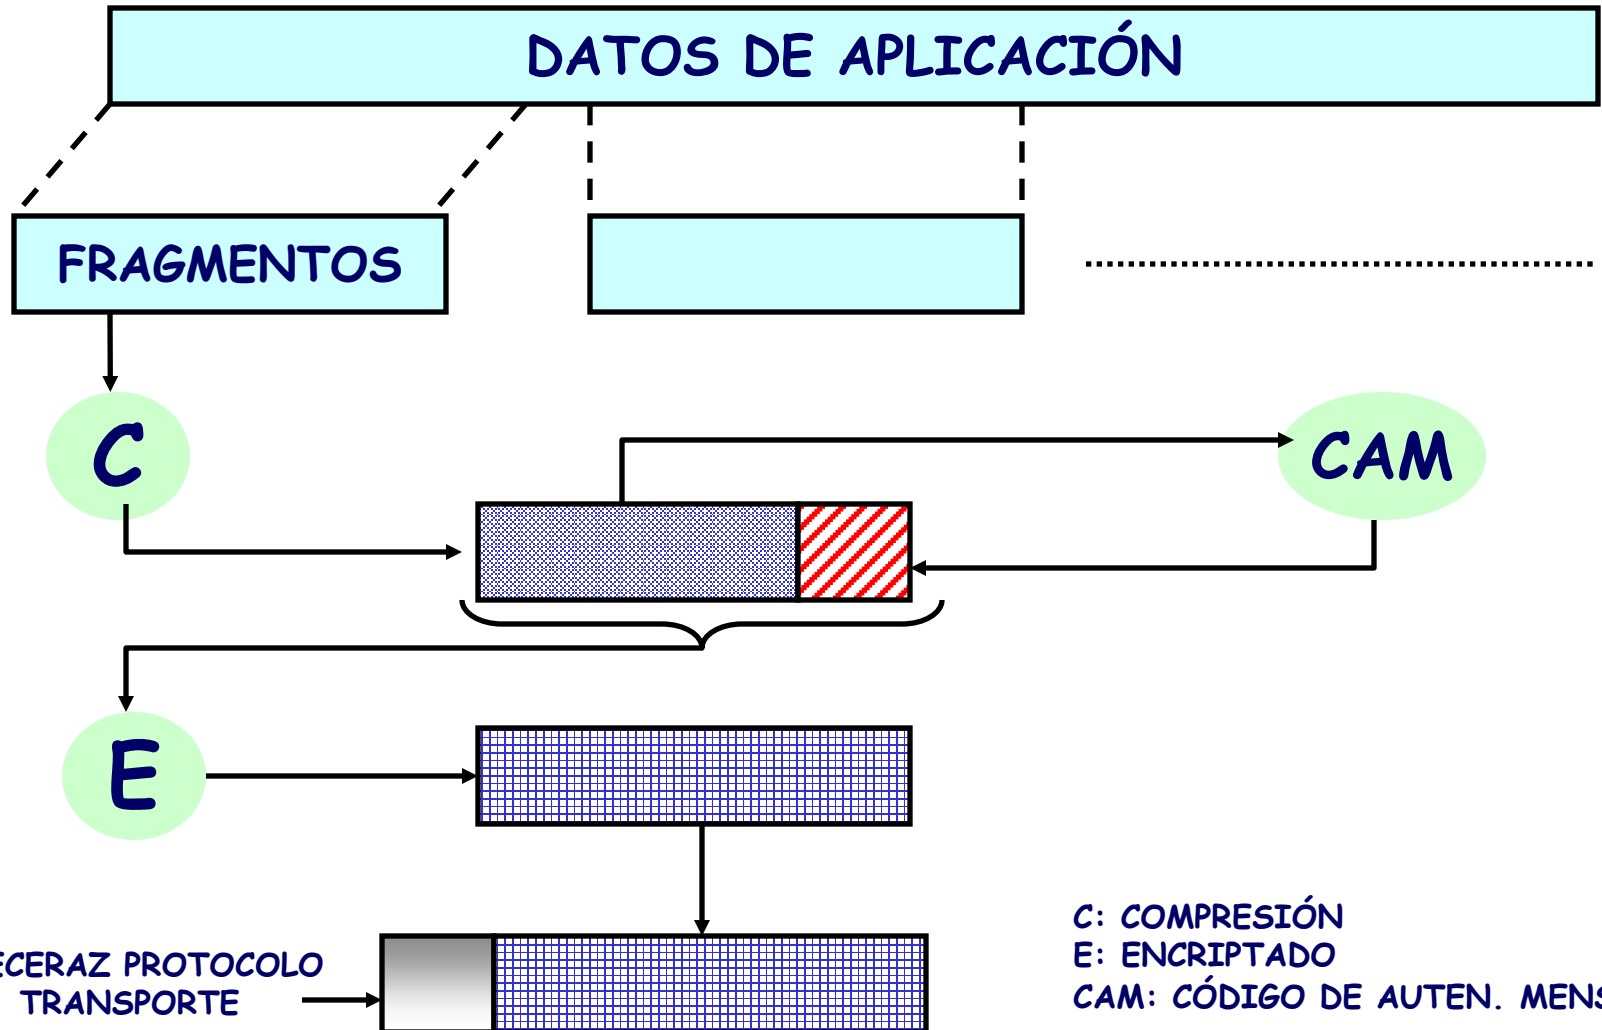 DATOS DE APLICACIÓN
FRAGMENTOS
C
CAM
E
C: COMPRESIÓN
E: ENCRIPTADO
CAM: CÓDIGO DE AUTEN.
PROTOCOLO
TRANSPORTE